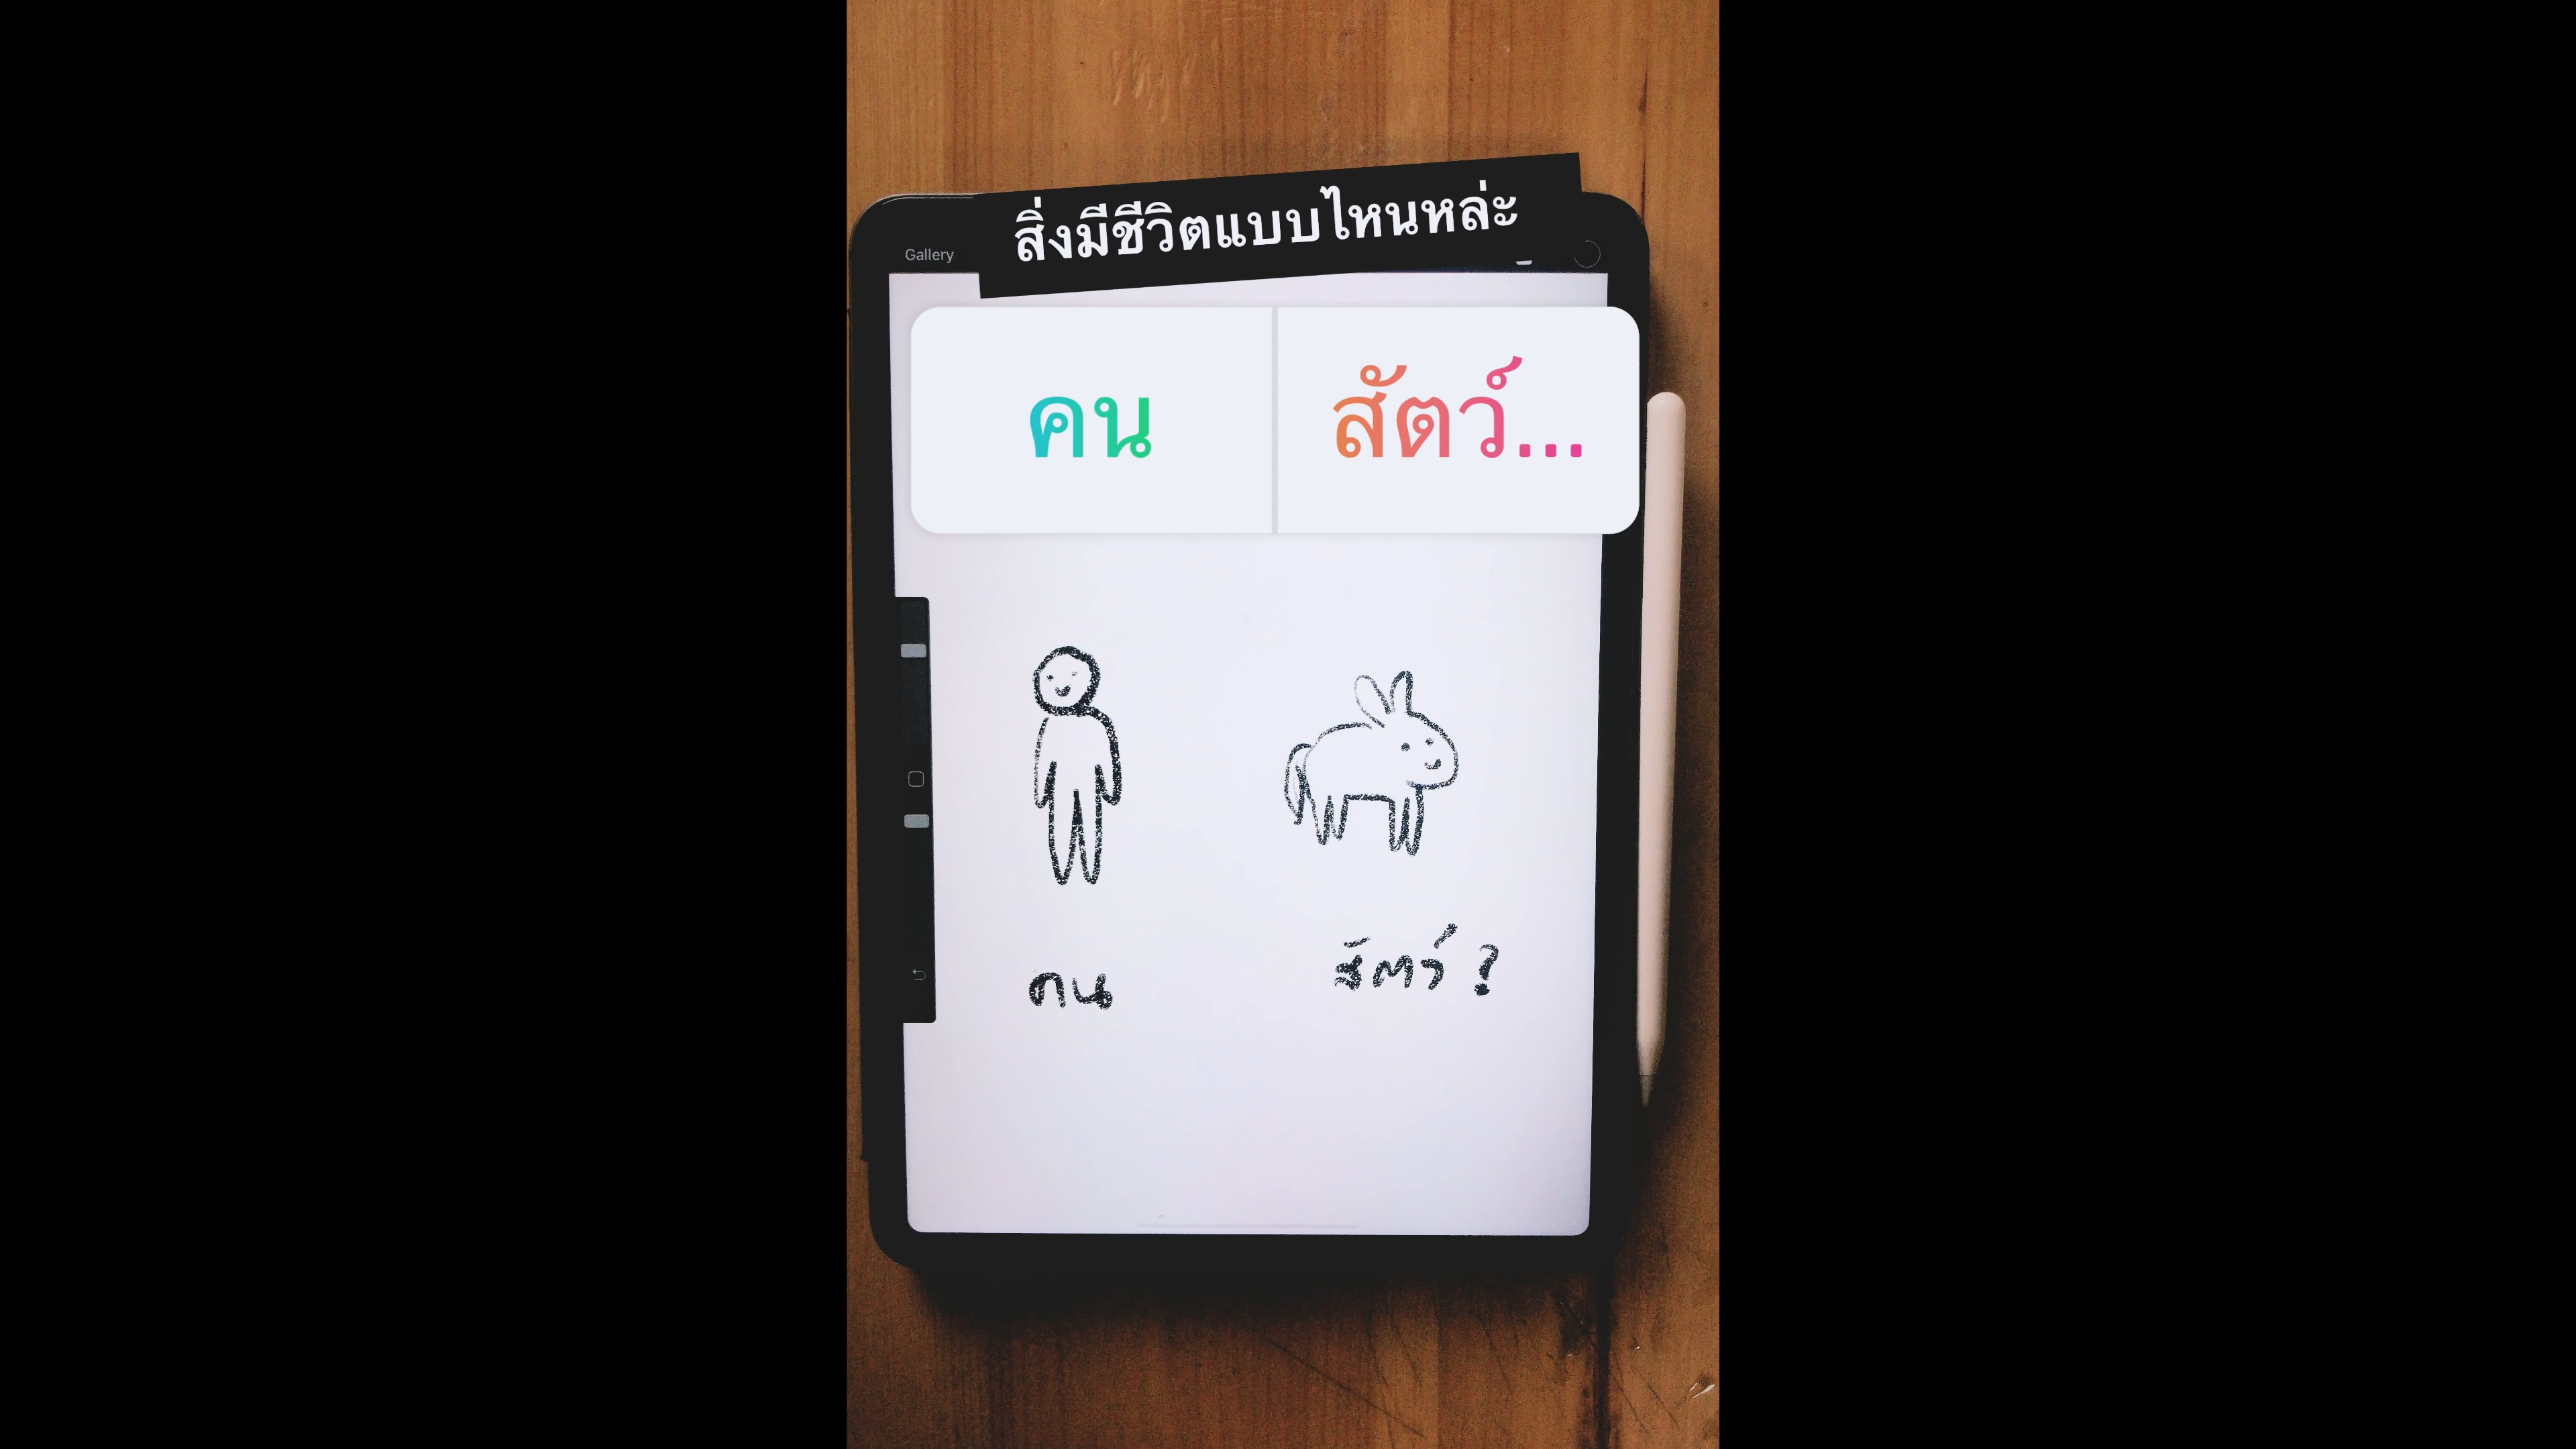 สิ่งมีชีวิตแบบไหนหล่ะ
Gallery
คน
สัตว์...
คน
สัตว์ ?